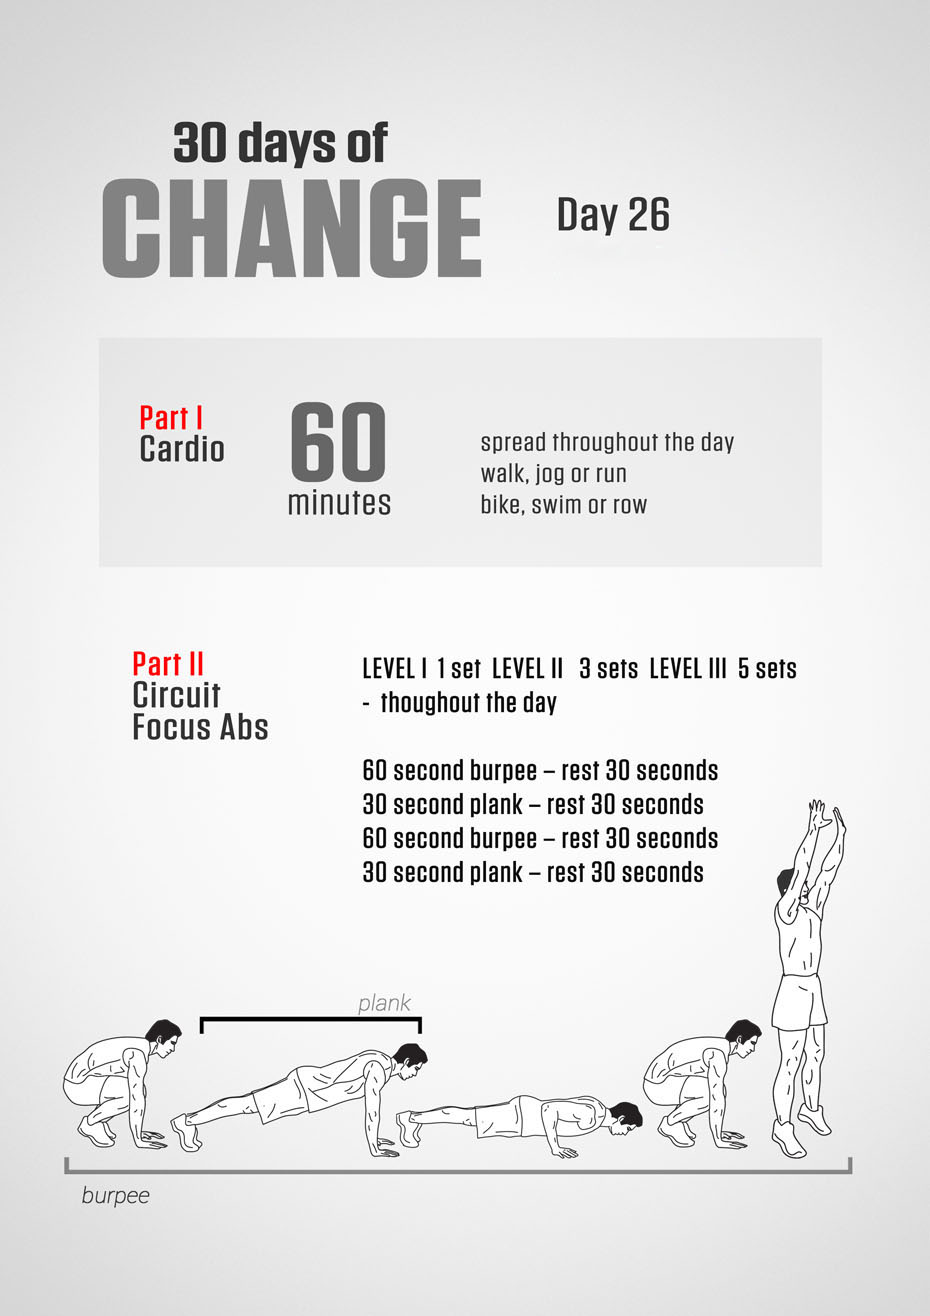 30 days of
CHANGE
Day 26
Part I
Cardio
60
minutes
spread throughout the day
walk, jog or run
bike, swim or row
Part II
Circuit
Focus Abs
LEVEL I 1 set LEVEL II 3 sets LEVEL III 5 sets
- thoughout the day
60 second burpee – rest 30 seconds
30 second plank – rest 30 seconds
60 second burpee – rest 30 seconds
30 second plank – rest 30 seconds
plank
burpee